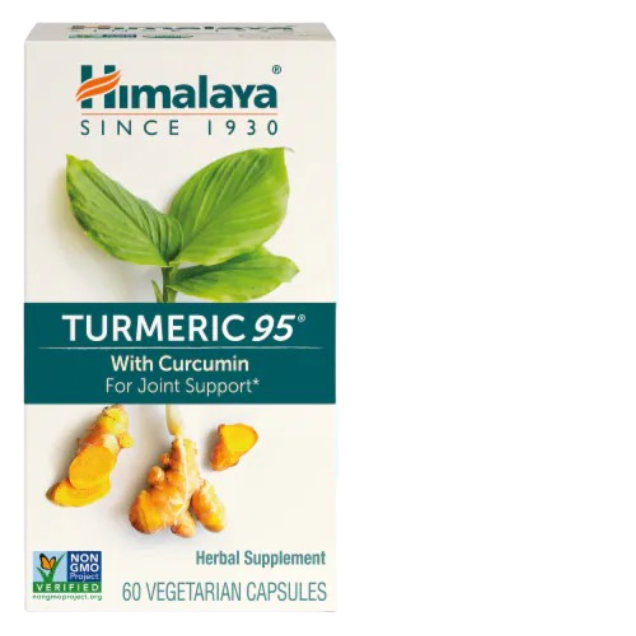 Himalaya®
SINCE 1930
TURMERIC 95®
With Curcumin
For Joint Support*
NON
GMO
Project
VERIFIED
nongmoproject.org
Herbal Supplement
60 VEGETARIAN CAPSULES